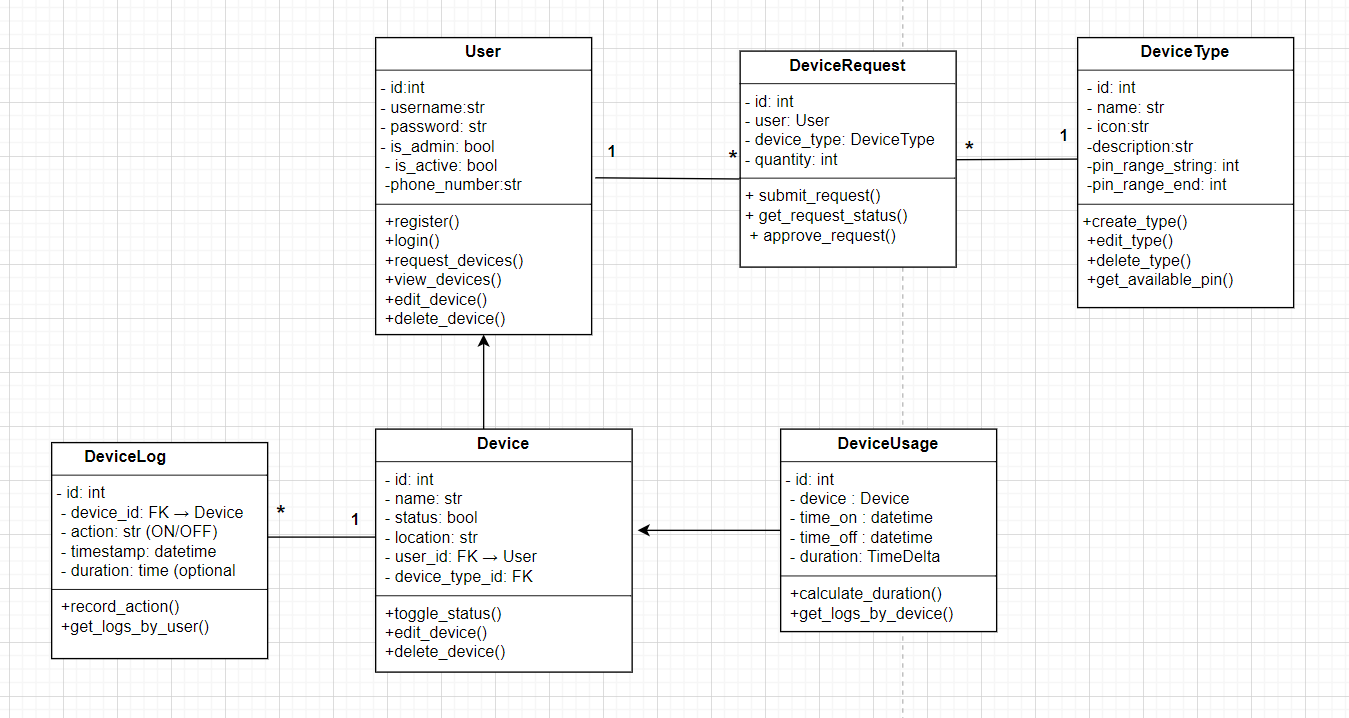 User
- id:int
- username:str
- password: str
- is_admin: bool
- is_active: bool
-phone_number:str
+register()
+login()
+request_devices()
+view_devices()
+edit_device()
+delete_device()
1
*
DeviceRequest
- id: int
- user: User
- device_type: DeviceType
- quantity: int
+ submit_request()
+ get_request_status()
+ approve_request()
*
1
DeviceType
- id: int
- name: str
- icon:str
-description:str
-pin_range_string: int
-pin_range_end: int
+create_type()
+edit_type()
+delete_type()
+get_available_pin()
DeviceLog
- id: int
- device_id: FK → Device
- action: str (ON/OFF)
- timestamp: datetime
- duration: time (optional
+record_action()
+get_logs_by_user()
*
1
Device
- id: int
- name: str
- status: bool
- location: str
- user_id: FK → User
- device_type_id: FK
+toggle_status()
+edit_device()
+delete_device()
DeviceUsage
- id: int
- device : Device
- time_on : datetime
- time_off : datetime
- duration: TimeDelta
+calculate_duration()
+get_logs_by_device()